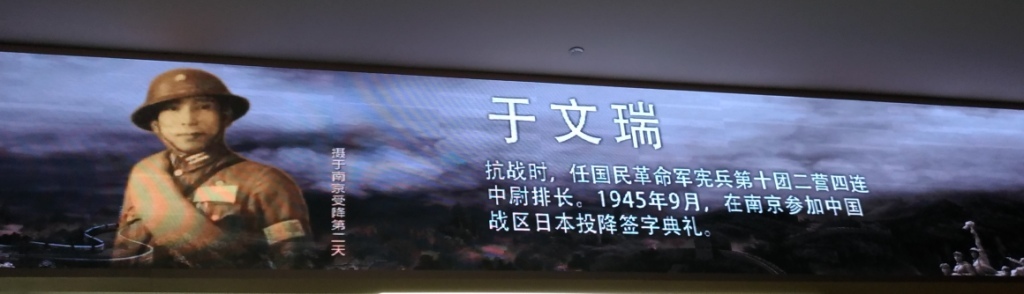 于文瑞
抗战时，任国民革命军宪兵第十团二营四连
中尉排长。1945年9月，在南京参加中国
战区日本投降签字典礼。
摄于南京受降第二天